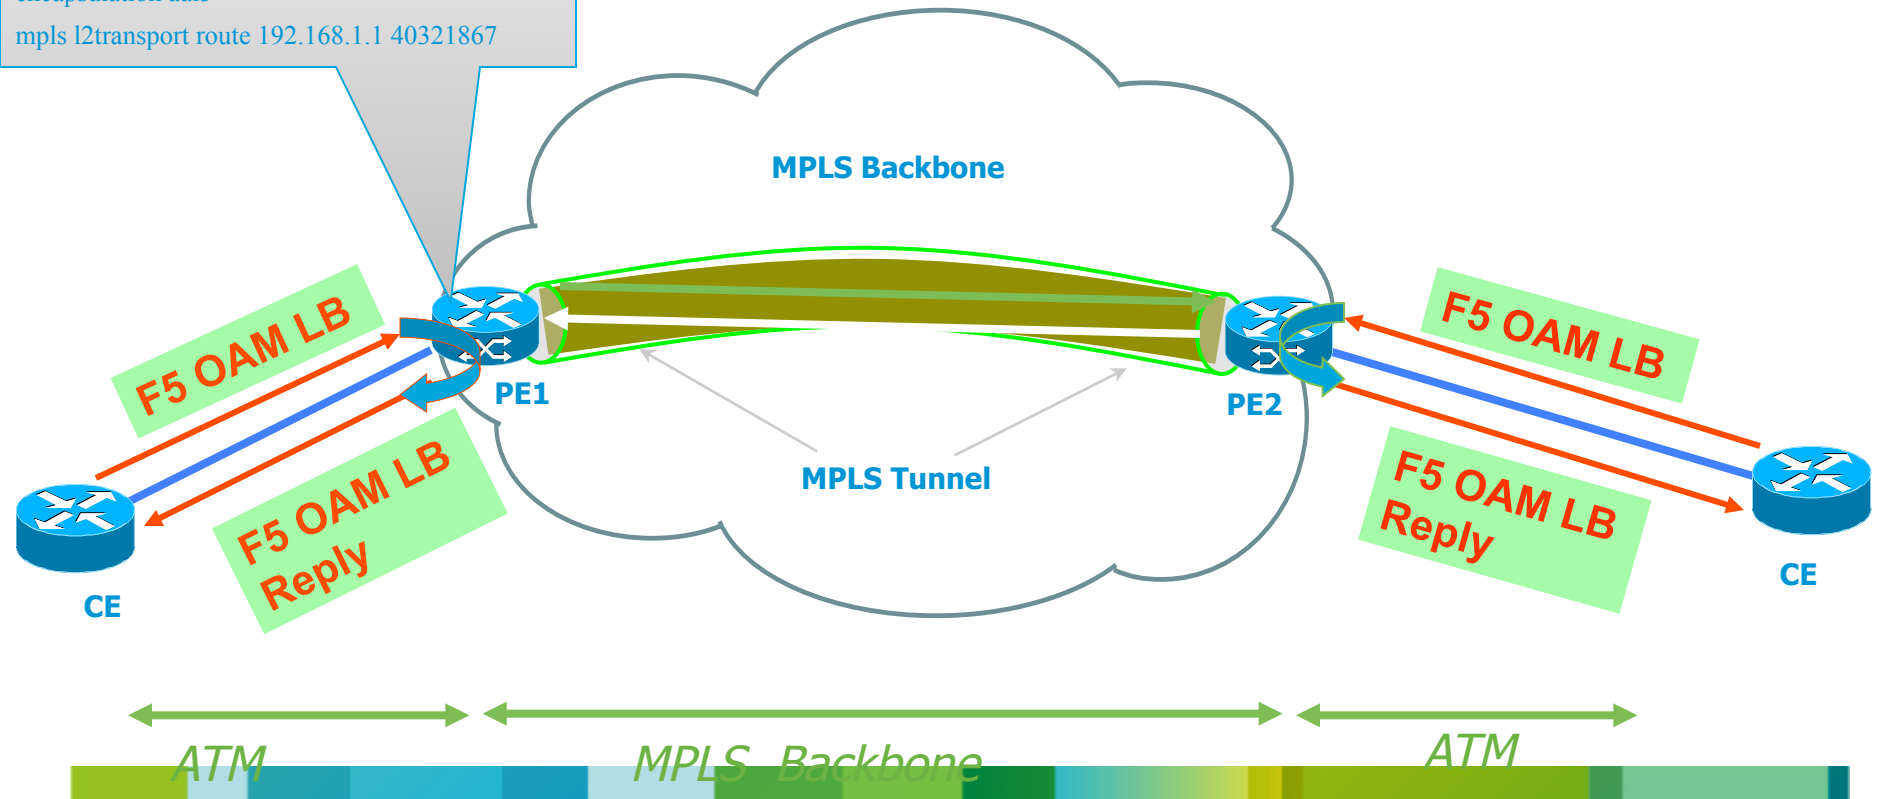 mpls l2transport route 192.168.1.1 40321867
MPLS Backbone
F5 OAM LB
F5 OAM LB
PE1
PE2
F5 OAM LB
Reply
MPLS Tunnel
F5 OAM LB
Reply
CE
CE
ATM
MPLS Backbone
ATM